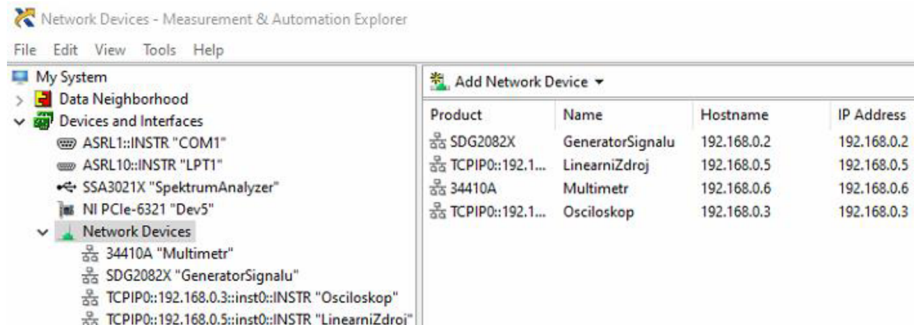 Network Devices - Measurement & Automation Explorer
File Edit View Tools Help
My System
Data Neighborhood
Devices and Interfaces
ASRL1::INSTR "COM1"
ASRL10::INSTR "LPT1"
SSA3021X "SpektrumAnalyzer"
NI PCIe-6321 "Dev5"
Network Devices
34410A "Multimetr"
SDG2082X "GeneratorSignalu"
TCPIP0::192.168.0.3::inst0::INSTR "Osciloskop"
TCPIP0::192.168.0.5::inst0::INSTR "LinearniZdroj"
Add Network Device
Product Name Hostname IP Address
SDG2082X GeneratorSignalu 192.168.0.2 192.168.0.2
TCPIP0::192.1... LinearniZdroj 192.168.0.5 192.168.0.5
34410A Multimetr 192.168.0.6 192.168.0.6
TCPIP0::192.1... Osciloskop 192.168.0.3 192.168.0.3